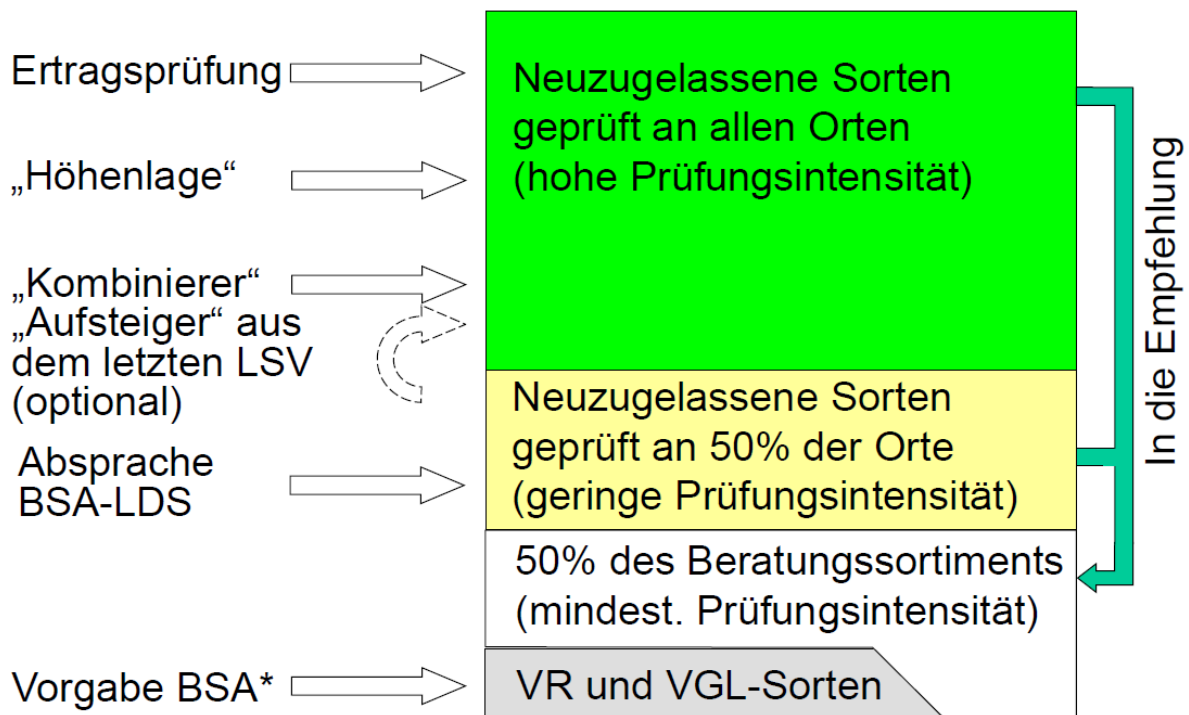 Ertragsprüfung
„Höhenlage“
„Kombinierer“
„Aufsteiger“ aus
dem letzten LSV
(optional)
Absprache
BSA-LDS
Vorgabe BSA*
Neuzugelassene Sorten
geprüft an allen Orten
(hohe Prüfungsintensität)
Neuzugelassene Sorten
geprüft an 50% der Orte
(geringe Prüfungsintensität)
50% des Beratungssortiments
(mindest. Prüfungsintensität)
VR und VGL-Sorten
In die Empfehlung